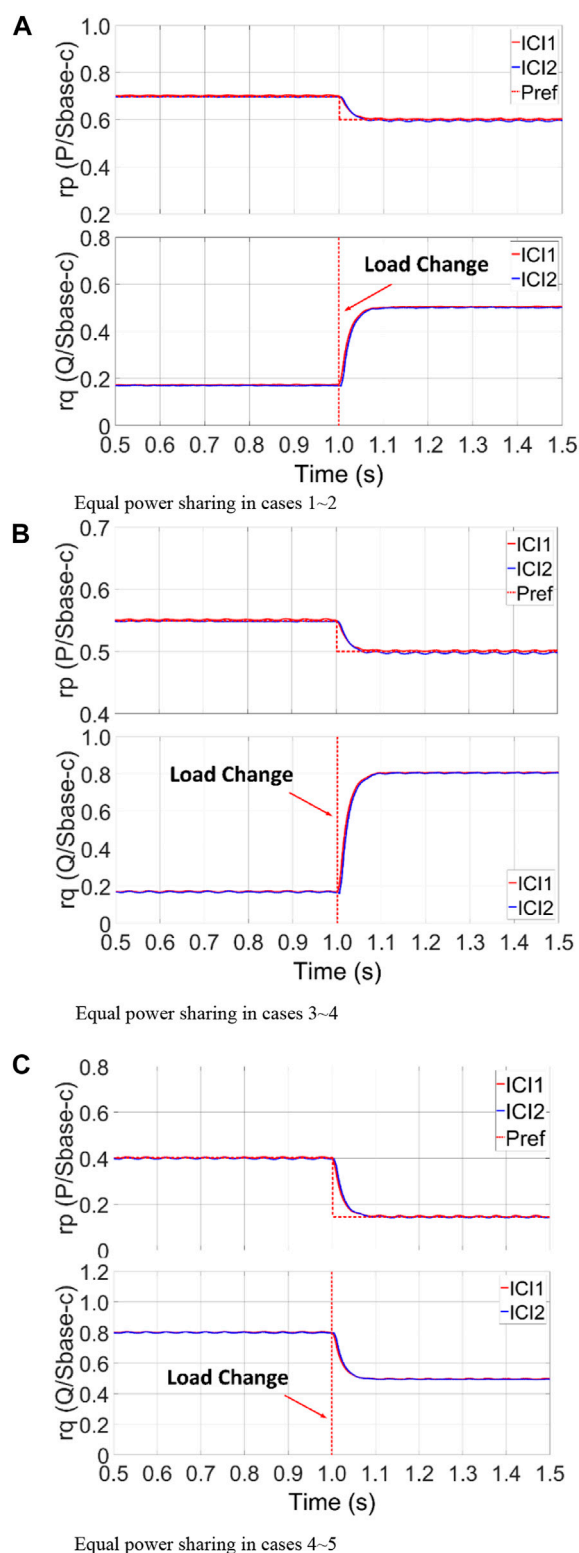 A
rp (P/Sbase-c)
1.0
0.8
0.6
0.4
0.2
ICI1
ICI2
Pref
rq (Q/Sbase-c)
0.8
0.6
0.4
0.2
0
Load Change
ICI1
ICI2
0.5 0.6 0.7 0.8 0.9 1.0 1.1 1.2 1.3 1.4 1.5
Time (s)
Equal power sharing in cases 1~2
B
rp (P/Sbase-c)
0.7
0.6
0.5
0.4
ICI1
ICI2
Pref
rq (Q/Sbase-c)
1.0
0.8
0.6
0.4
0.2
0
Load Change
ICI1
ICI2
0.5 0.6 0.7 0.8 0.9 1.0 1.1 1.2 1.3 1.4 1.5
Time (s)
Equal power sharing in cases 3~4
C
rp (P/Sbase-c)
0.8
0.6
0.4
0.2
0
ICI1
ICI2
Pref
rq (Q/Sbase-c)
1.2
1.0
0.8
0.6
0.4
0.2
0
Load Change
ICI1
ICI2
0.5 0.6 0.7 0.8 0.9 1.0 1.1 1.2 1.3 1.4 1.5
Time (s)
Equal power sharing in cases 4~5